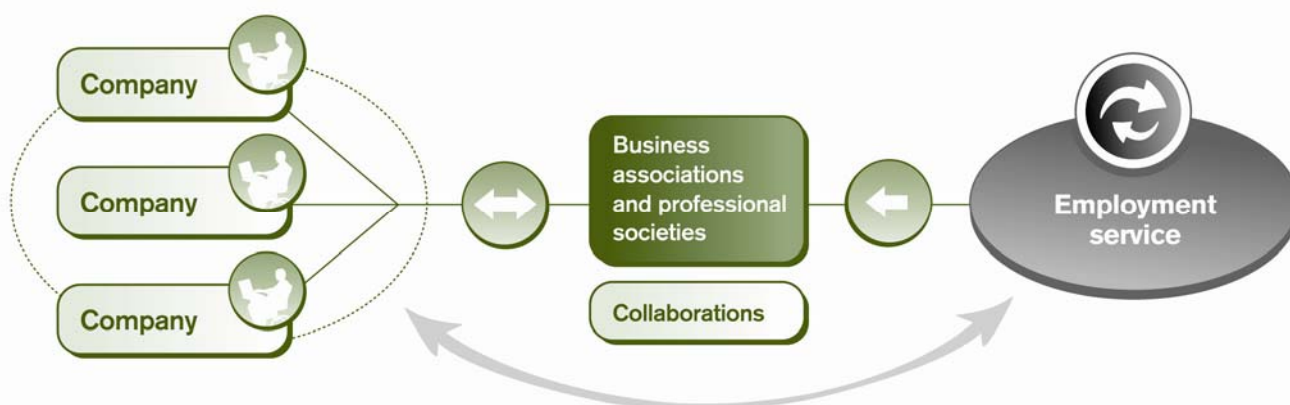 Company
Company
Company
Business
associations
and professional
societies
Collaborations
Employment
service